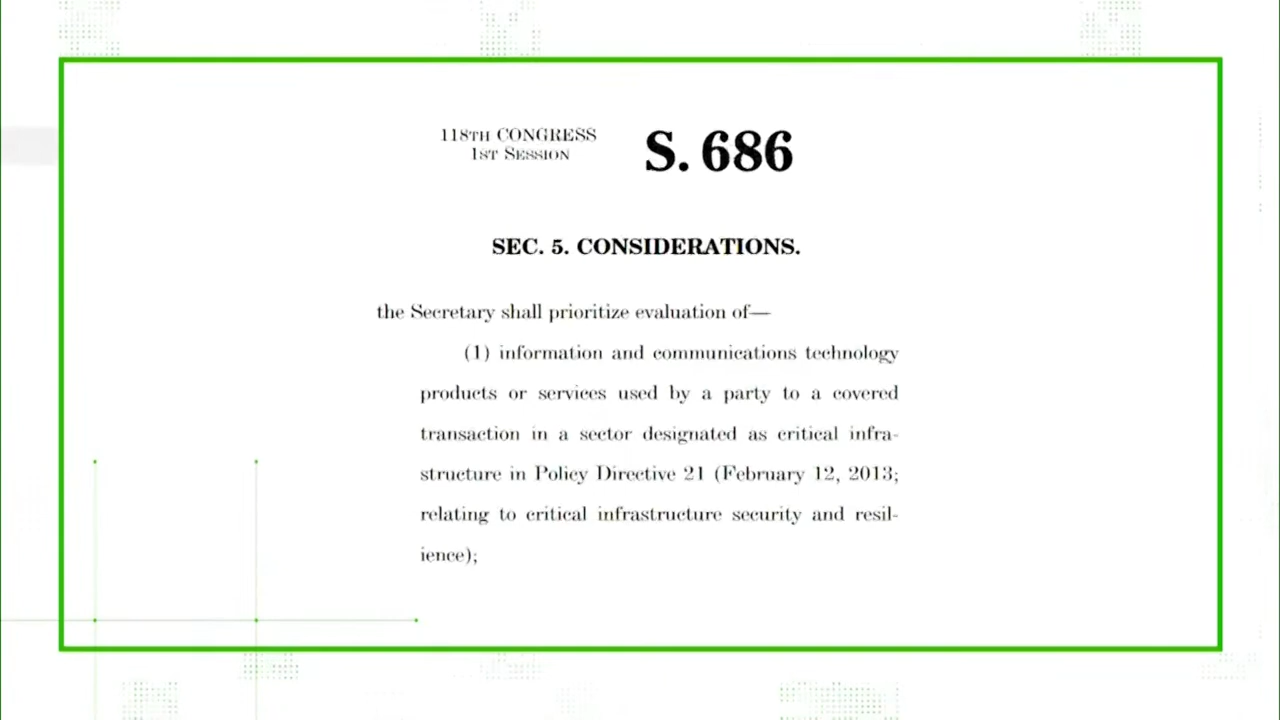 118TH CONGRESS
1ST SESSION
S. 686
SEC. 5. CONSIDERATIONS.
the Secretary shall prioritize evaluation of—
(1) information and communications technology
products or services used by a party to a covered
transaction in a sector designated as critical infra-
structure in Policy Directive 21 (February 12, 2013;
relating to critical infrastructure security and resil-
ience);